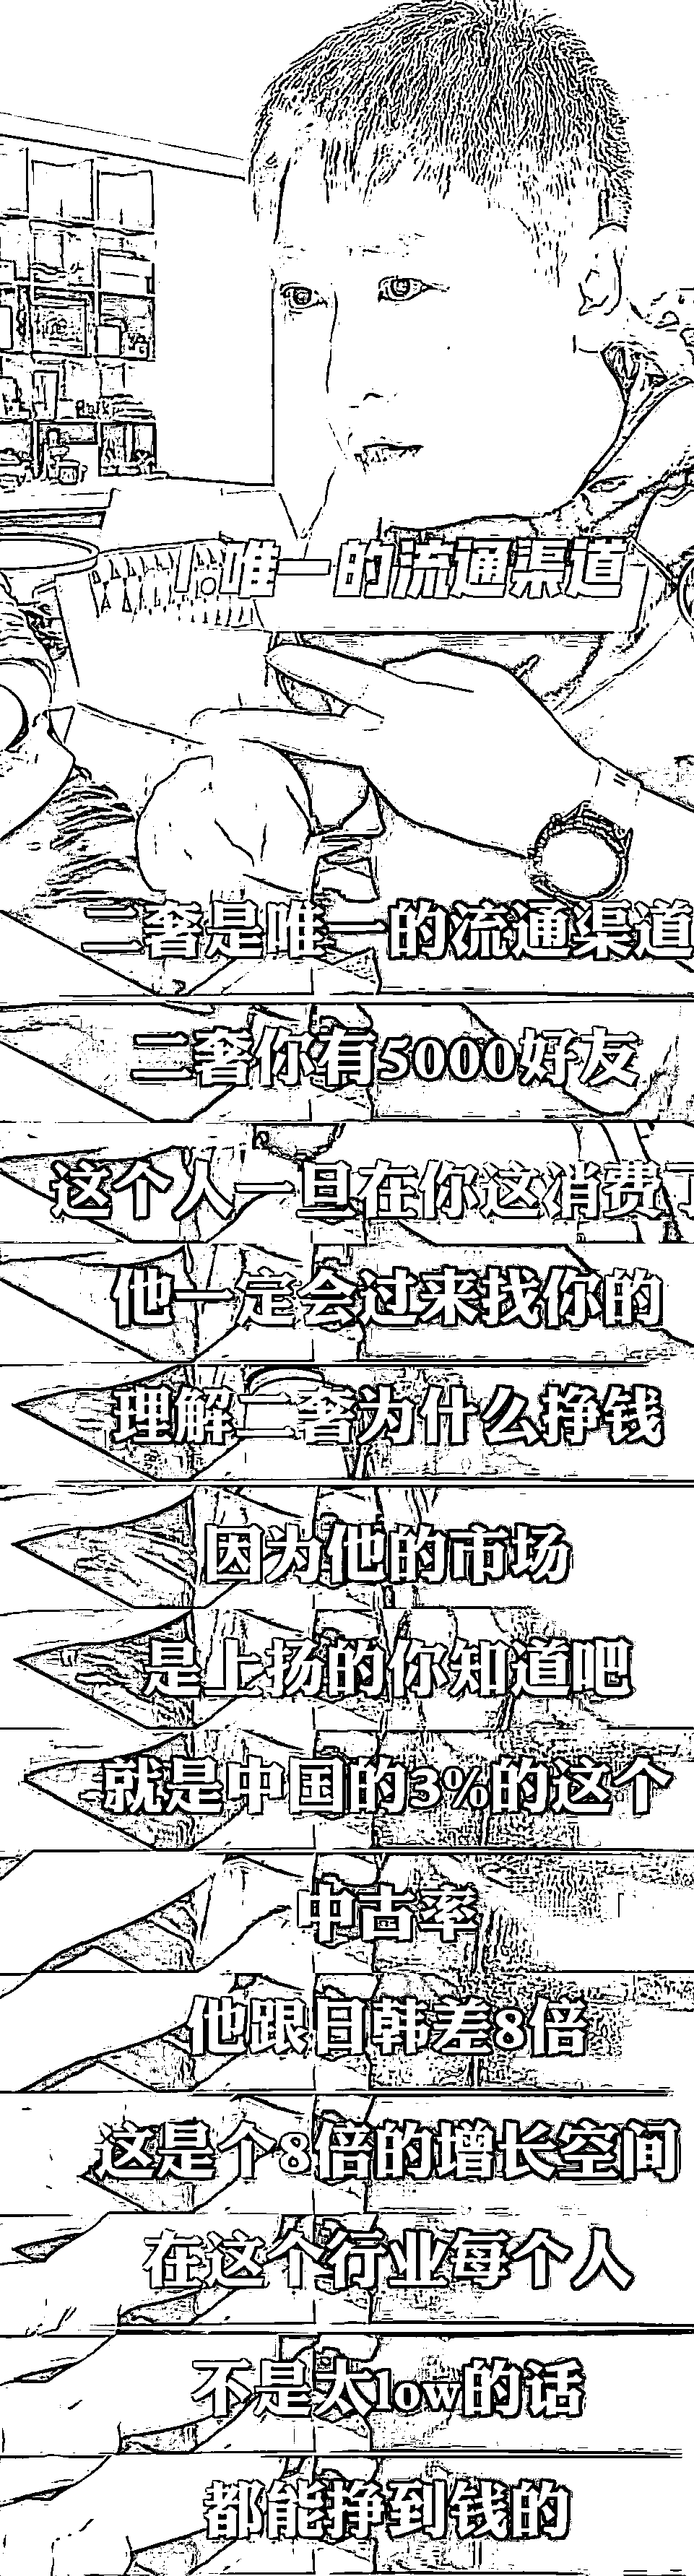 唯一的流通渠道
二奢是唯一的流通渠道
二奢你有5000好友
这个人一旦在你这消费了
他一定会过来找你的
理解二奢为什么挣钱
因为他的市场
是上扬的你知道吧
就是中国的3%的这个
中古率
他跟日韩差8倍
这是个8倍的增长空间
在这个行业每个人
不是太low的话
都能挣到钱的